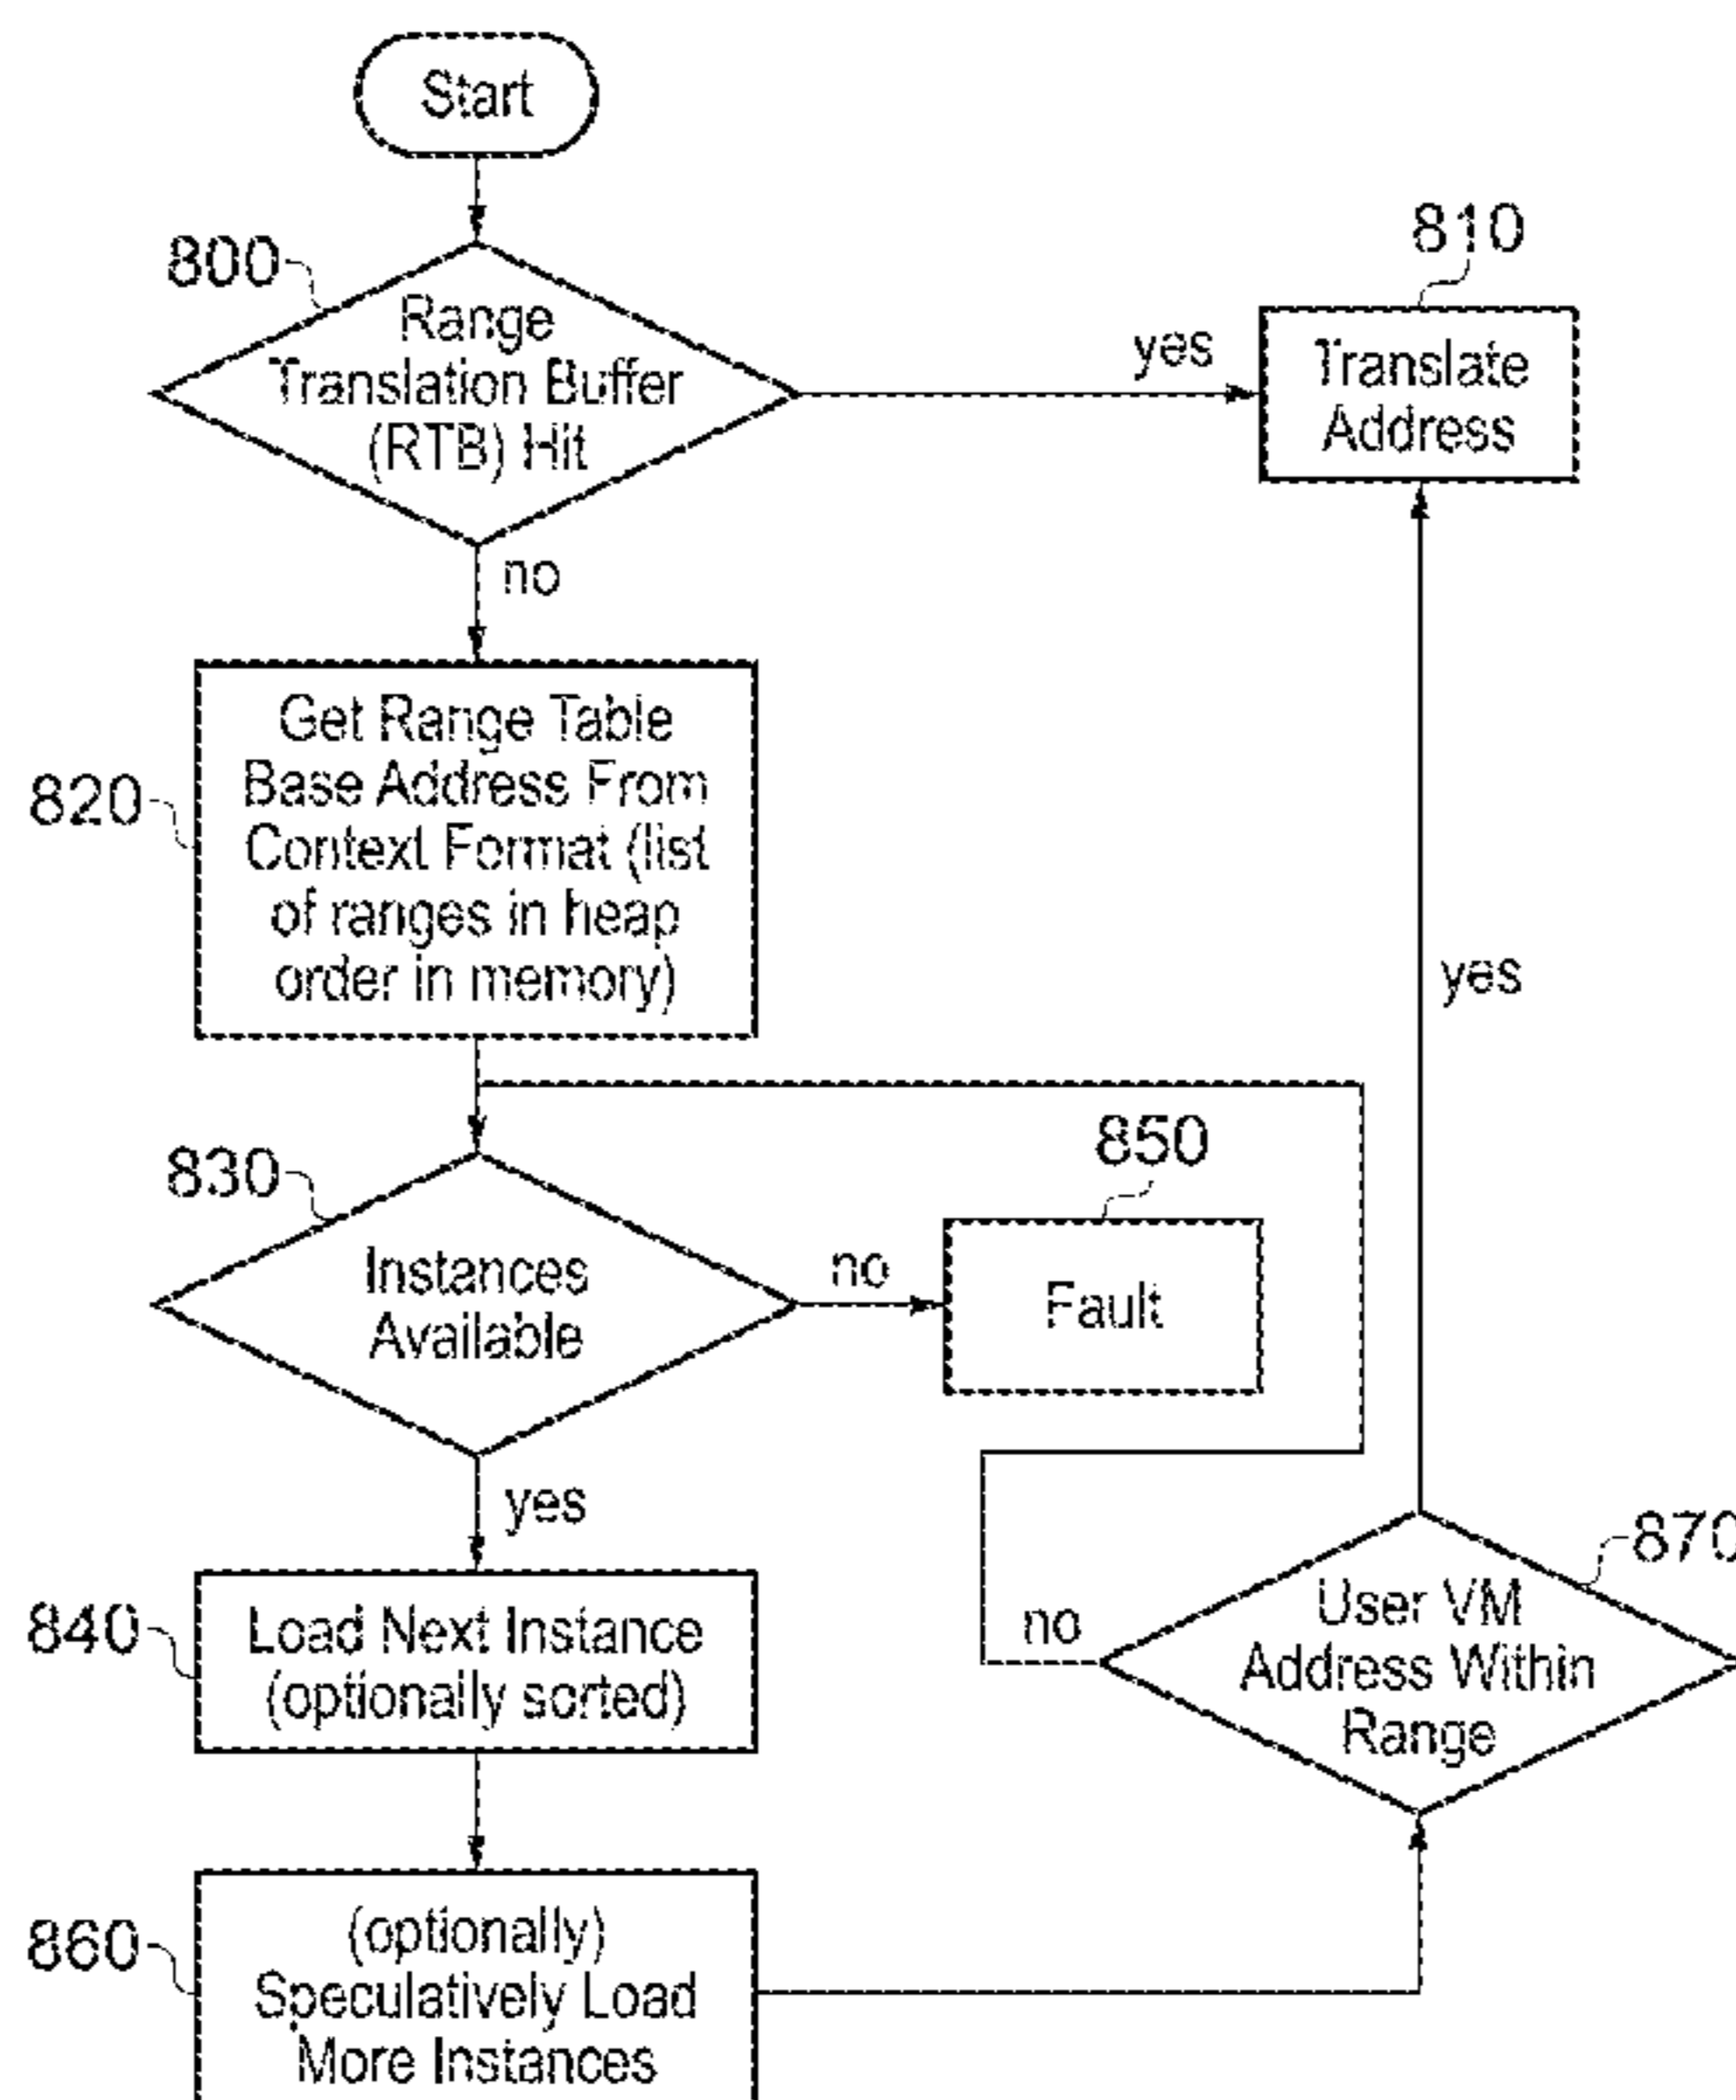 Start
800
Range
Translation Buffer
(RTB) Hit
yes
810
Translate
Address
no
820
Get Range Table
Base Address From
Context Format (list
of ranges in heap
order in memory)
yes
830
Instances
Available
no
850
Fault
yes
840
Load Next Instance
(optionally sorted)
no
870
User VM
Address Within
Range
860
(optionally)
Speculatively Load
More Instances